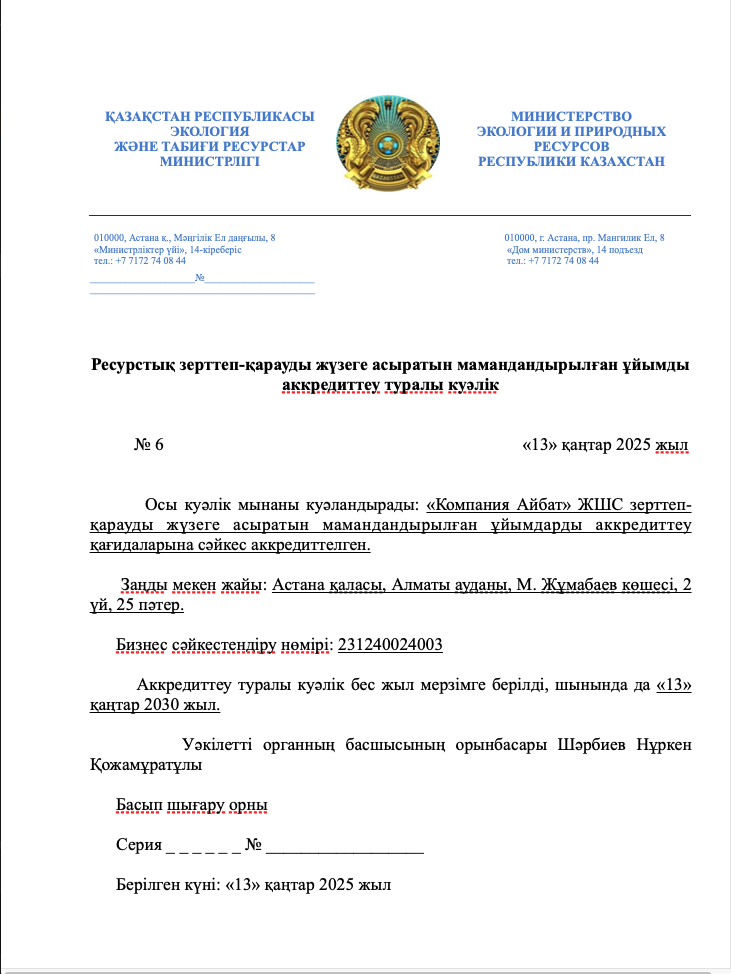 ҚАЗАҚСТАН РЕСПУБЛИКАСЫ
ЭКОЛОГИЯ
ЖӘНЕ ТАБИҒИ РЕСУРСТАР
МИНИСТРЛІГІ
МИНИСТЕРСТВО
ЭКОЛОГИИ И ПРИРОДНЫХ
РЕСУРСОВ
РЕСПУБЛИКИ КАЗАХСТАН
010000, Астана қ., Мәңгілік Ел даңғылы, 8
«Министрліктер үйі», 14-кіреберіс
тел.: +7 7172 74 08 44
____________________№_____________________
___________________________________________
010000, г. Астана, пр. Мангилик Ел, 8
«Дом министерств», 14 подъезд
тел.: +7 7172 74 08 44
Ресурстық зерттеп-қарауды жүзеге асыратын мамандандырылған ұйымды
аккредиттеу туралы куәлік
№ 6 «13» қаңтар 2025 жыл
Осы куәлік мынаны куәландырады: «Компания Айбат» ЖШС зерттеп-
қарауды жүзеге асыратын мамандандырылған ұйымдарды аккредиттеу
қағидаларына сәйкес аккредиттелген.
Заңды мекен жайы: Астана қаласы, Алматы ауданы, М. Жұмабаев көшесі, 2
үй, 25 пәтер.
Бизнес сәйкестендіру нөмірі: 231240024003
Аккредиттеу туралы куәлік бес жыл мерзімге берілді, шынында да «13»
қаңтар 2030 жыл.
Уәкілетті органның басшысының орынбасары Шәрбиев Нұркен
Қожамұратұлы
Басып шығару орны
Серия _ _ _ _ _ _ № ___________________
Берілген күні: «13» қаңтар 2025 жыл